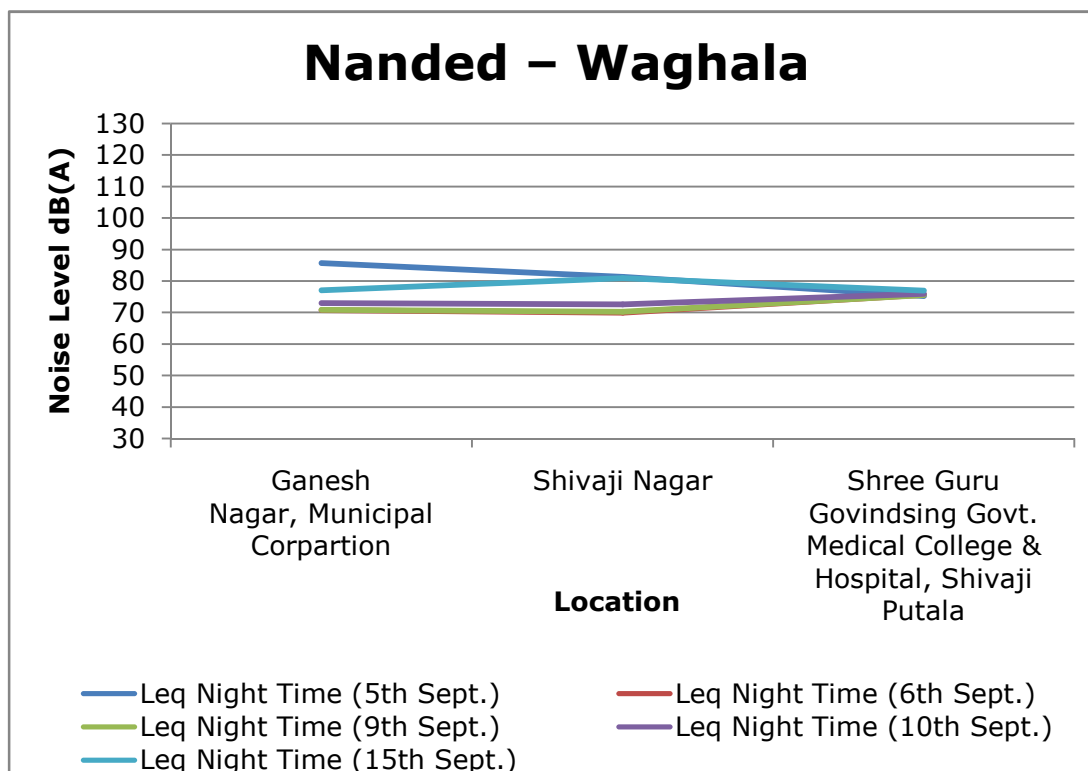 Nanded – Waghala
Noise Level dB(A)
130
120
110
100
90
80
70
60
50
40
30
Ganesh
Nagar, Municipal
Corpartion
Shivaji Nagar
Shree Guru
Govindsing Govt.
Medical College &
Hospital, Shivaji
Putala
Location
Leq Night Time (5th Sept.)
Leq Night Time (6th Sept.)
Leq Night Time (9th Sept.)
Leq Night Time (10th Sept.)
Leq Night Time (15th Sept.)